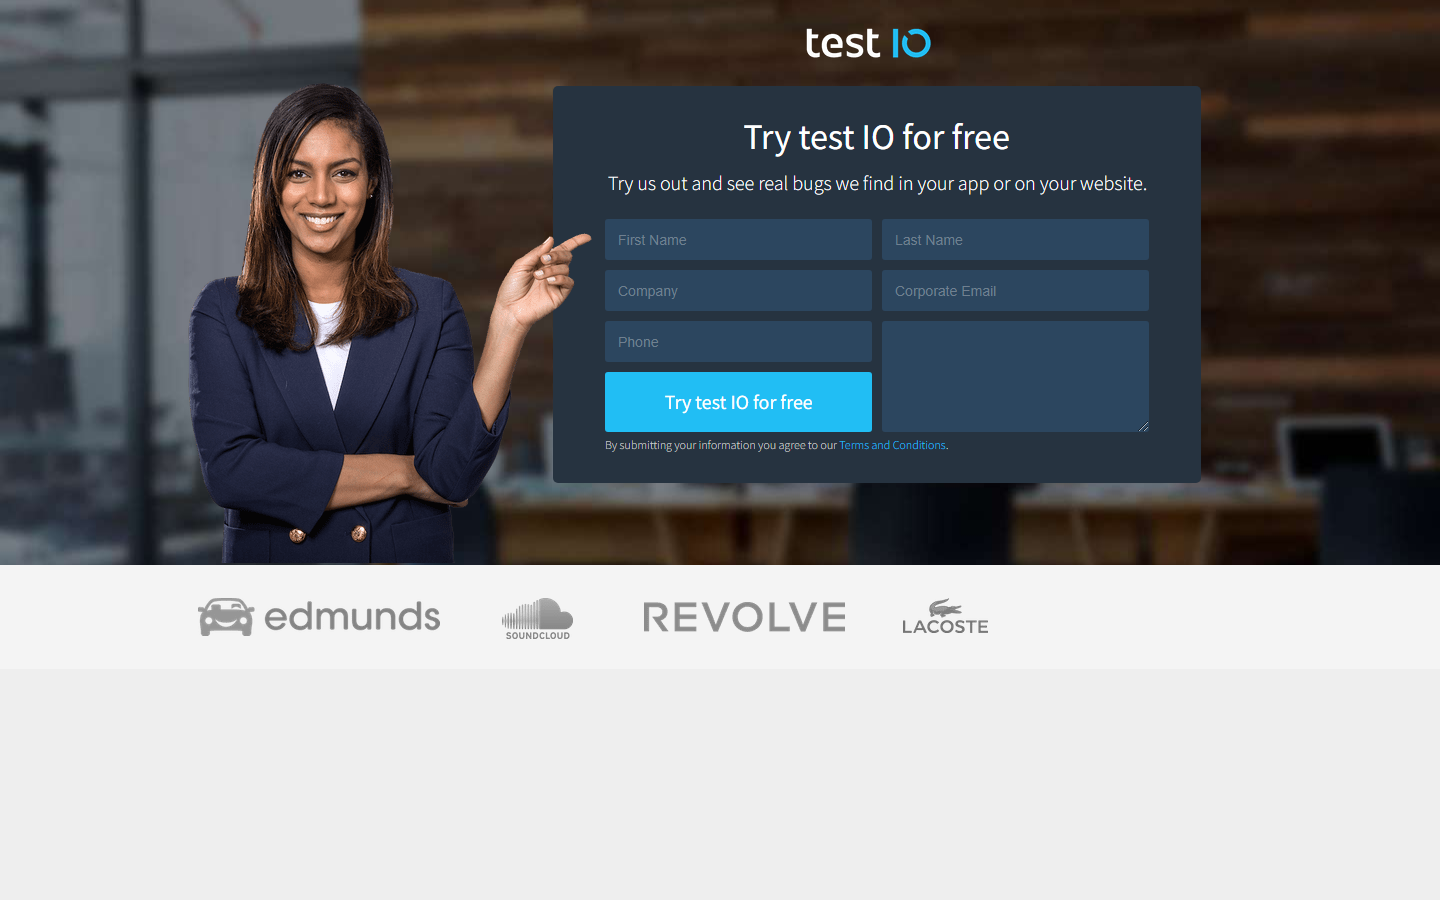 test IO
Try test IO for free
Try us out and see real bugs we find in your app or on your website.
First Name
Last Name
Company
Corporate Email
Phone
Try test IO for free
By submitting your information you agree to our Terms and Conditions.
edmunds
SOUNDCLOUD
REVOLVE
LACOSTE